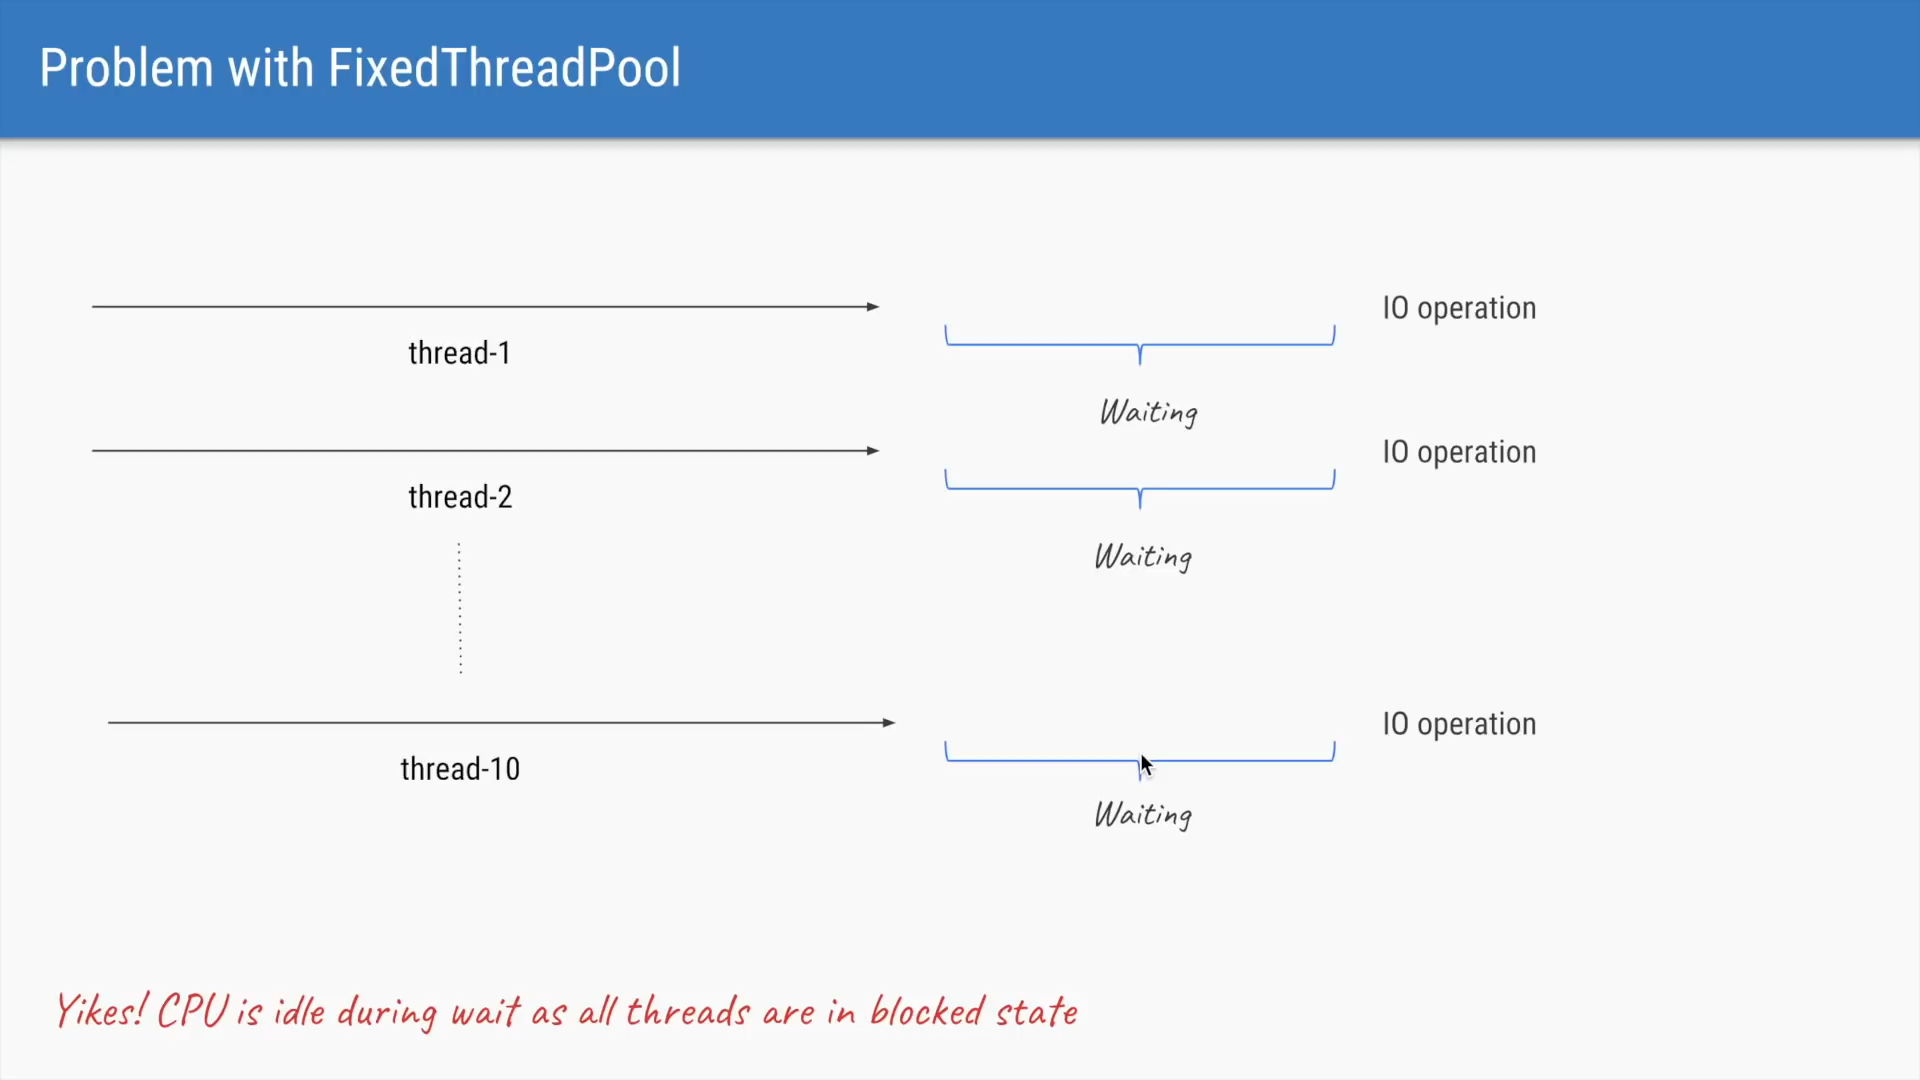 Problem with FixedThreadPool
IO operation
thread-1
Waiting
IO operation
thread-2
Waiting
IO operation
thread-10
Waiting
Yikes! CPU is idle during wait as all threads are in blocked state